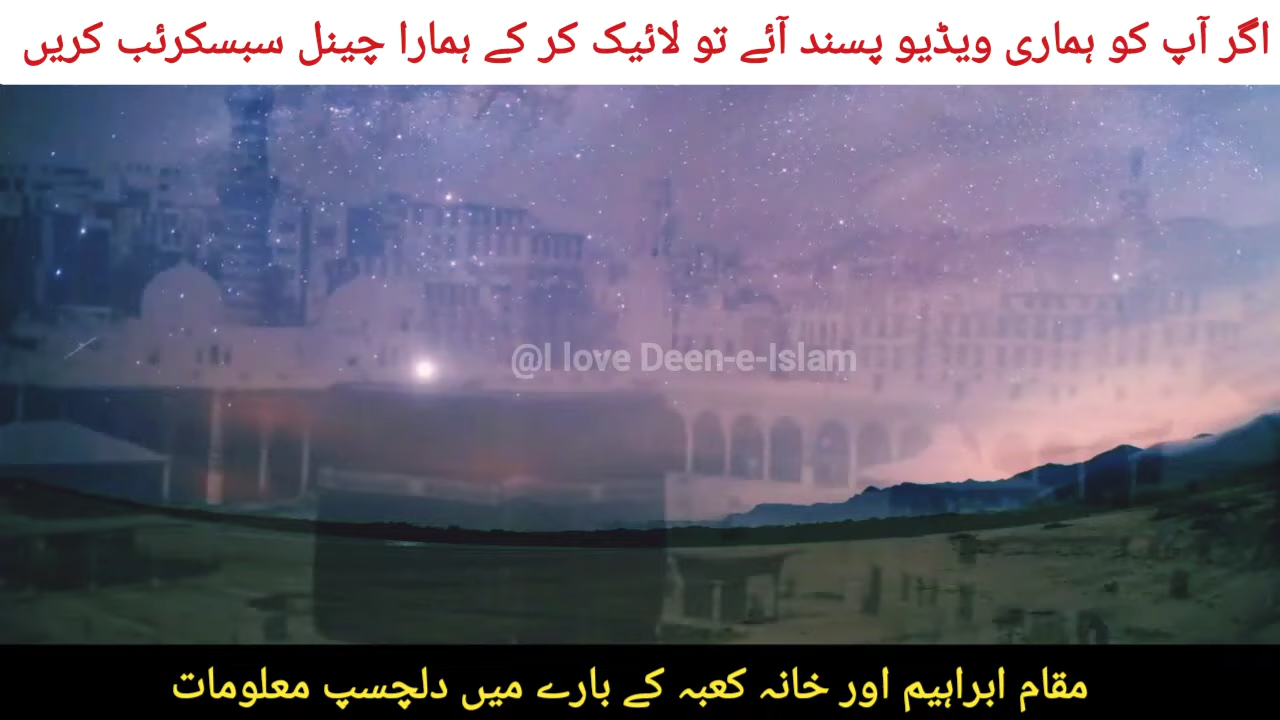 اگر آپ کو ہماری ویڈیو پسند آئے تو لائیک کر کے ہمارا چینل سبسکرئب کریں
@I love Deen-e-Islam
مقام ابراہیم اور خانہ کعبہ کے بارے میں دلچسپ معلومات